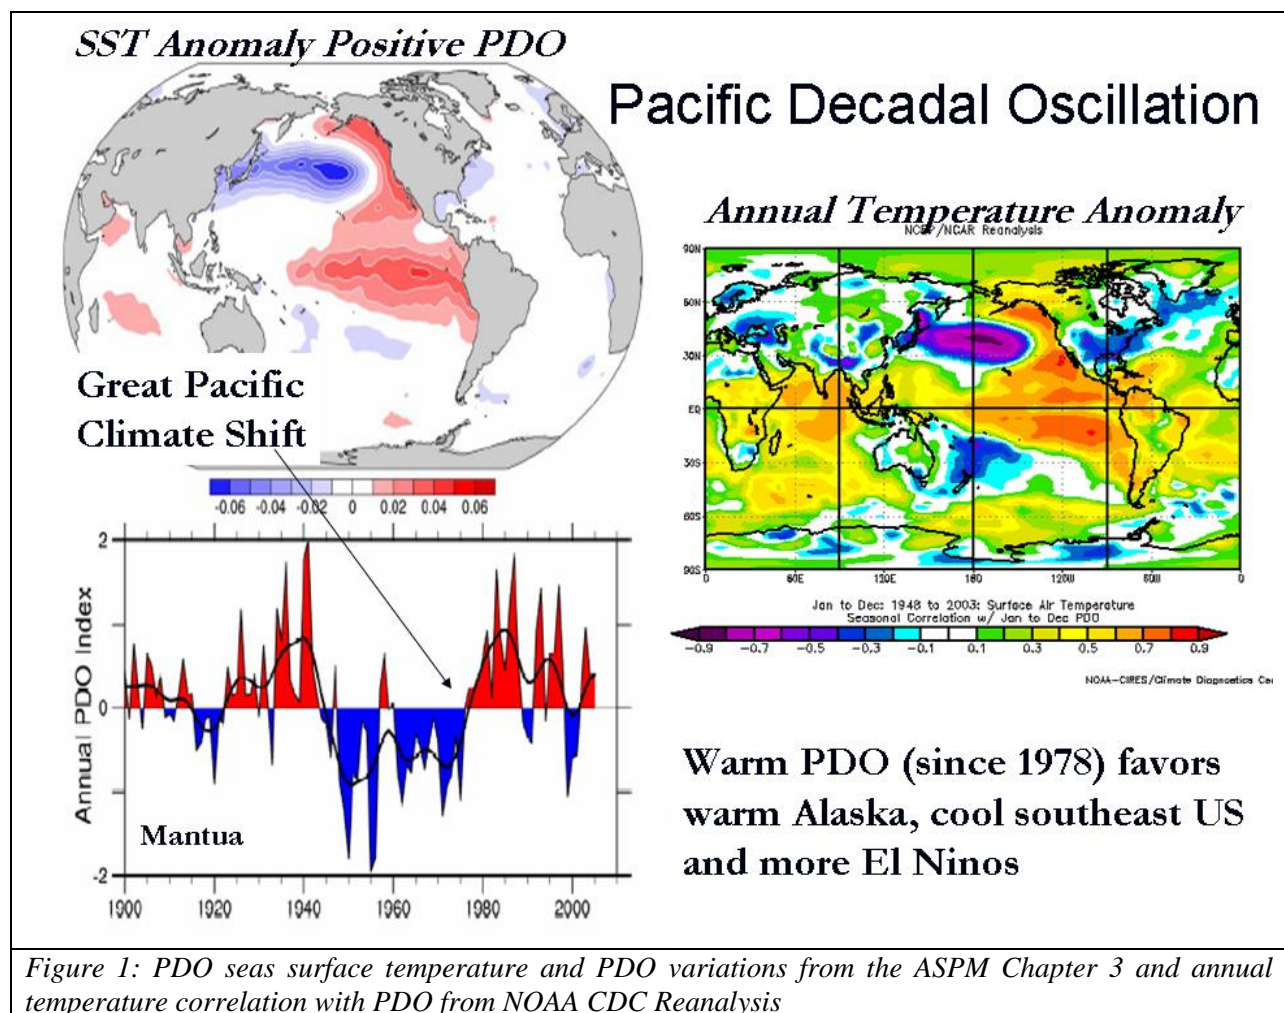 SST Anomaly Positive PDO
Pacific Decadal Oscillation
Annual Temperature Anomaly
NCEP/NCAR Reanalysis
90N
60N
30N
EQ
30S
60S
90S
0 60E 120E 180 120W 60W 0
Jan to Dec: 1948 to 2003: Surface Air Temperature
Seasonal Correlation w/ Jan to Dec PDO
-0.9 -0.7 -0.5 -0.3 -0.1 0.1 0.3 0.5 0.7 0.9
NOAA-CIRES/Climate Diagnostics Ce
Great Pacific
Climate Shift
-0.06 -0.04 -0.02 0 0.02 0.04 0.06
Annual PDO Index
2
0
-2
Mantua
1900 1920 1940 1960 1980 2000
Warm PDO (since 1978) favors
warm Alaska, cool southeast US
and more El Ninos
Figure 1: PDO seas surface temperature and PDO variations from the ASPM Chapter 3 and annual
temperature correlation with PDO from NOAA CDC Reanalysis